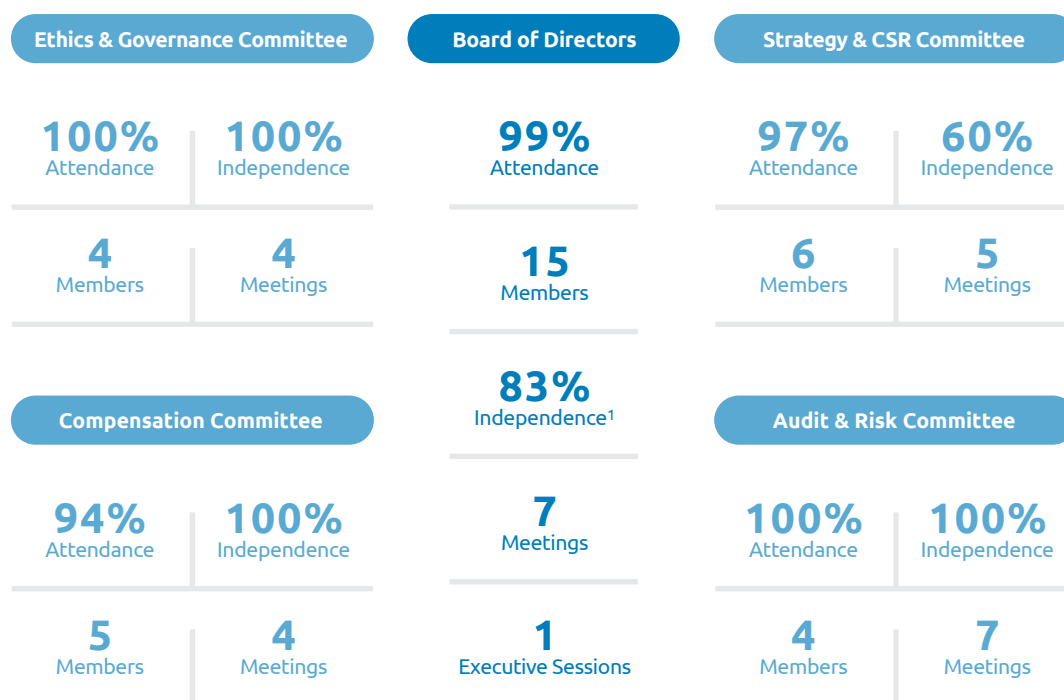 Ethics & Governance Committee
100%
Attendance
100%
Independence
4
Members
4
Meetings
Compensation Committee
94%
Attendance
100%
Independence
5
Members
4
Meetings
Board of Directors
99%
Attendance
15
Members
83%
Independence¹
7
Meetings
1
Executive Sessions
Strategy & CSR Committee
97%
Attendance
60%
Independence
6
Members
5
Meetings
Audit & Risk Committee
100%
Attendance
100%
Independence
4
Members
7
Meetings